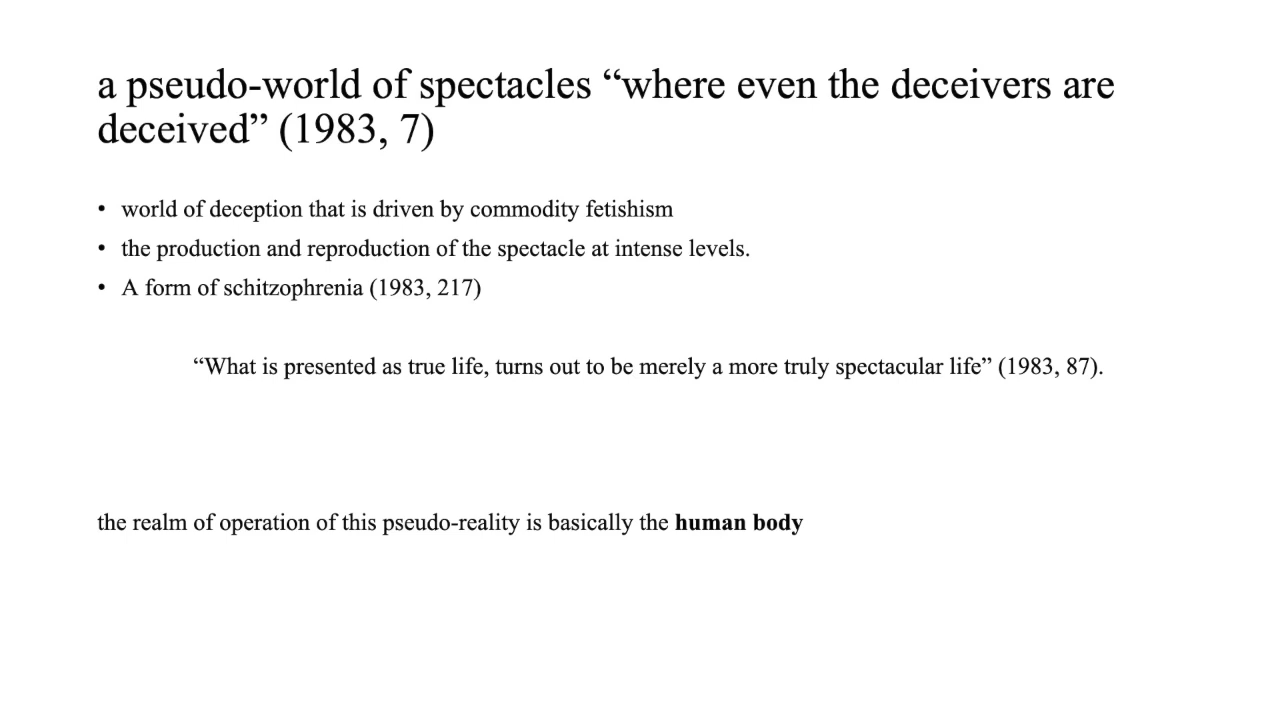 a pseudo-world of spectacles “where even the deceivers are
deceived” (1983, 7)
• world of deception that is driven by commodity fetishism
• the production and reproduction of the spectacle at intense levels.
• A form of schitzophrenia (1983, 217)
“What is presented as true life, turns out to be merely a more truly spectacular life” (1983, 87).
the realm of operation of this pseudo-reality is basically the human body